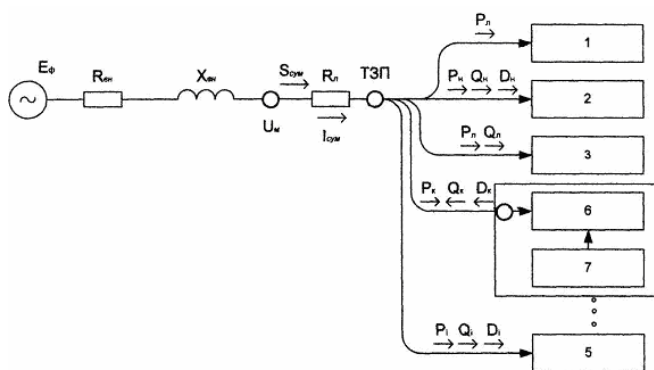 Pл
1
Eф
Rвн
Xвн
Sсум
Rл
ТЗП
Uм
Iсум
Pн Qн Dн
2
Pл Qл
3
Pк Qк Dк
6
7
Pi Qi Di
5